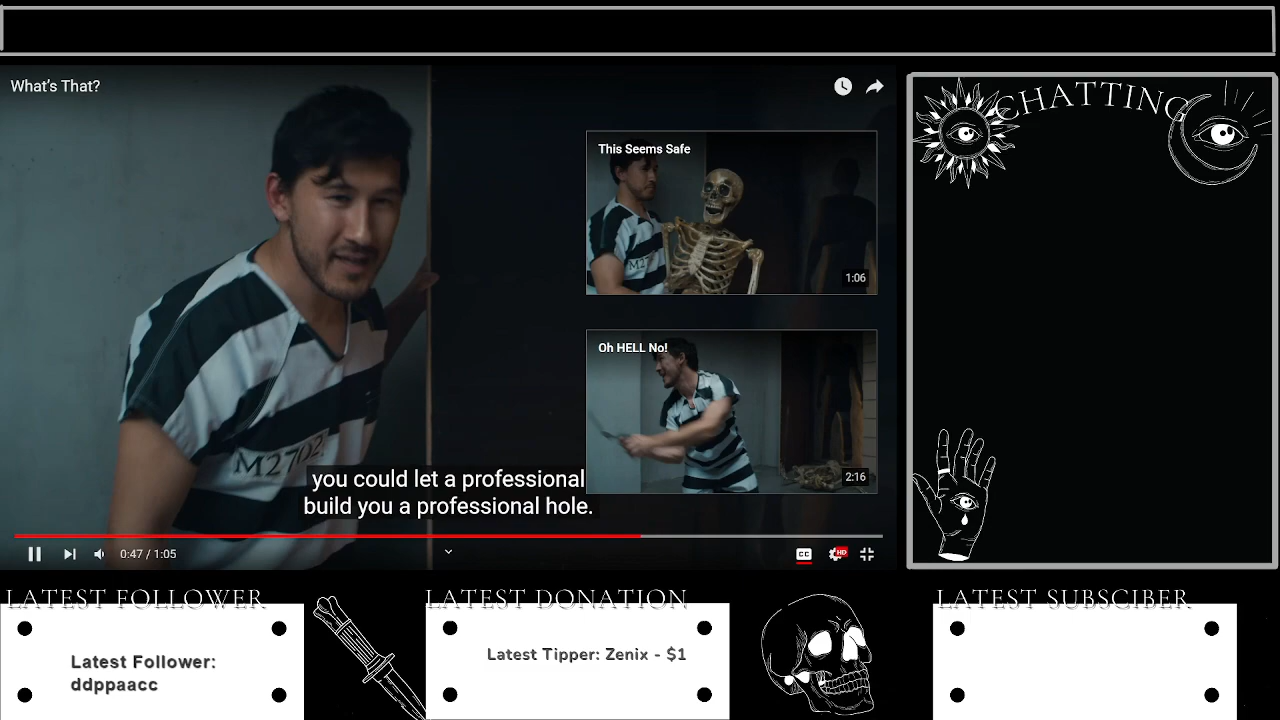 What's That?
CHATTING
This Seems Safe
1:06
Oh HELL No!
2:16
M2702
you could let a professional
build you a professional hole.
0:47 / 1:05
CC
HD
LATEST FOLLOWER
LATEST DONATION
LATEST SUBSCIBER
Latest Follower:
ddppaacc
Latest Tipper: Zenix - $1